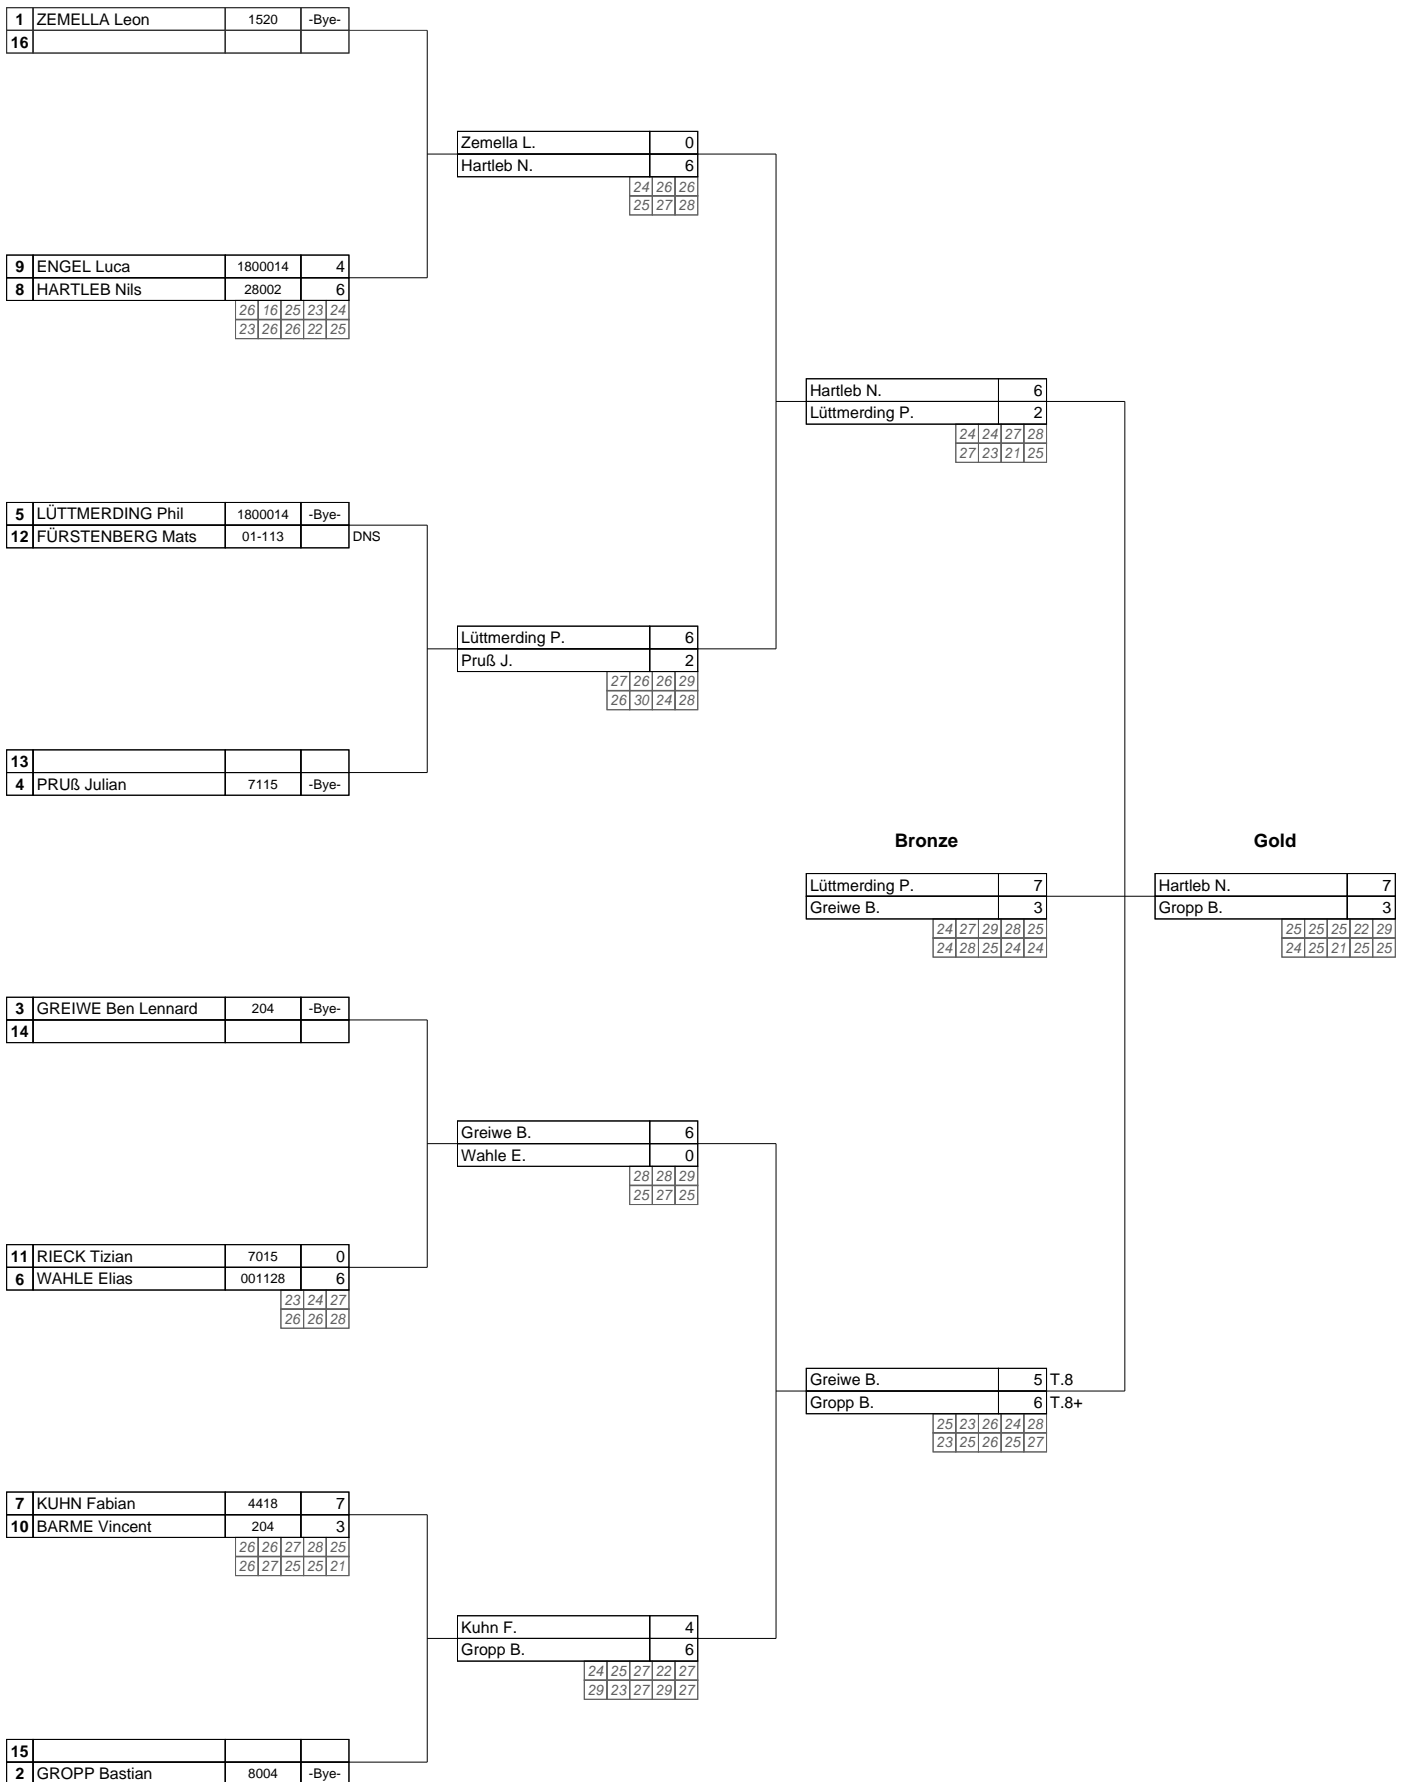 1 ZEMELLA Leon 1520 -Bye-
16
Zemella L. 0
Hartleb N. 6
24 26 26
25 27 28
9 ENGEL Luca 1800014 4
8 HARTLEB Nils 28002 6
26 16 25 23 24
23 26 26 22 25
Hartleb N. 6
Lüttmerding P. 2
24 24 27 28
27 23 21 25
5 LÜTTMERDING Phil 1800014 -Bye-
12 FÜRSTENBERG Mats 01-113 DNS
Lüttmerding P. 6
Pruß J. 2
27 26 26 29
26 30 24 28
13
4 PRUß Julian 7115 -Bye-
Bronze Gold
Lüttmerding P. 7 Hartleb N. 7
Greiwe B. 3 Gropp B. 3
24 27 29 28 25 25 25 25 22 29
24 28 25 24 24 24 25 21 25 25
3 GREIWE Ben Lennard 204 -Bye-
14
Greiwe B. 6
Wahle E. 0
28 28 29
25 27 25
11 RIECK Tizian 7015 0
6 WAHLE Elias 001128 6
23 24 27
26 26 28
Greiwe B. 5 T.8
Gropp B. 6 T.8+
25 23 26 24 28
23 25 26 25 27
7 KUHN Fabian 4418 7
10 BARME Vincent 204 3
26 26 27 28 25
26 27 25 25 21
Kuhn F. 4
Gropp B. 6
24 25 27 22 27
29 23 27 29 27
15
2 GROPP Bastian 8004 -Bye-